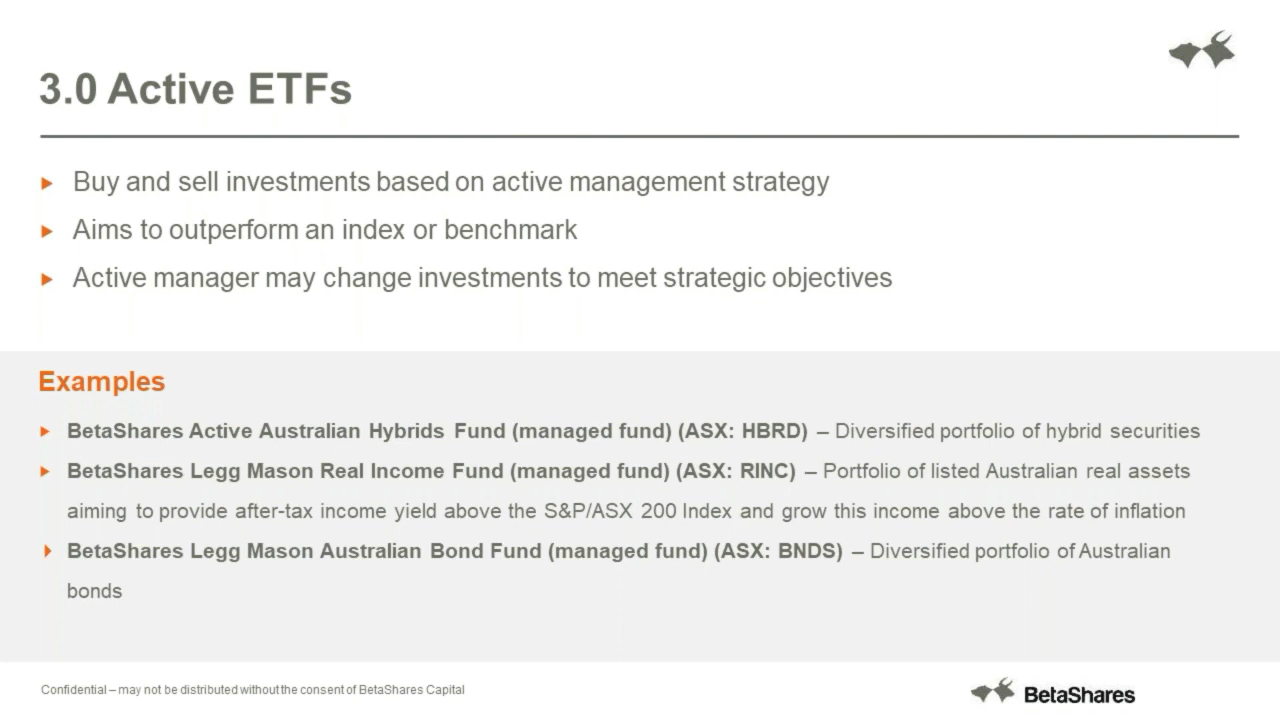 3.0 Active ETFs
Buy and sell investments based on active management strategy
Aims to outperform an index or benchmark
Active manager may change investments to meet strategic objectives
Examples
BetaShares Active Australian Hybrids Fund (managed fund) (ASX: HBRD) – Diversified portfolio of hybrid securities
BetaShares Legg Mason Real Income Fund (managed fund) (ASX: RINC) – Portfolio of listed Australian real assets
aiming to provide after-tax income yield above the S&P/ASX 200 Index and grow this income above the rate of inflation
BetaShares Legg Mason Australian Bond Fund (managed fund) (ASX: BNDS) – Diversified portfolio of Australian
bonds
Confidential – may not be distributed without the consent of BetaShares Capital
BetaShares